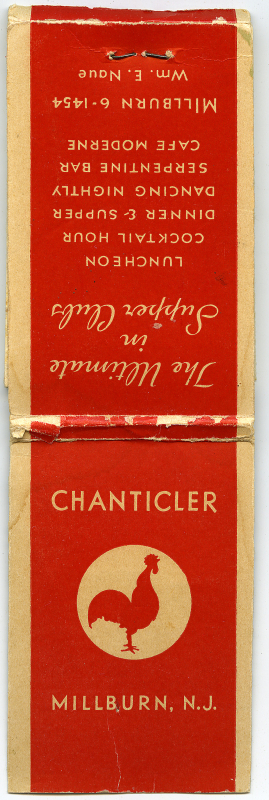 CHANTICLER
MILLBURN, N.J.
The Ultimate
in
Supper Clubs
LUNCHEON
COCKTAIL HOUR
DINNER & SUPPER
DANCING NIGHTLY
SERPENTINE BAR
CAFE MODERNE
MILLBURN 6-1454
Wm. E. Naue